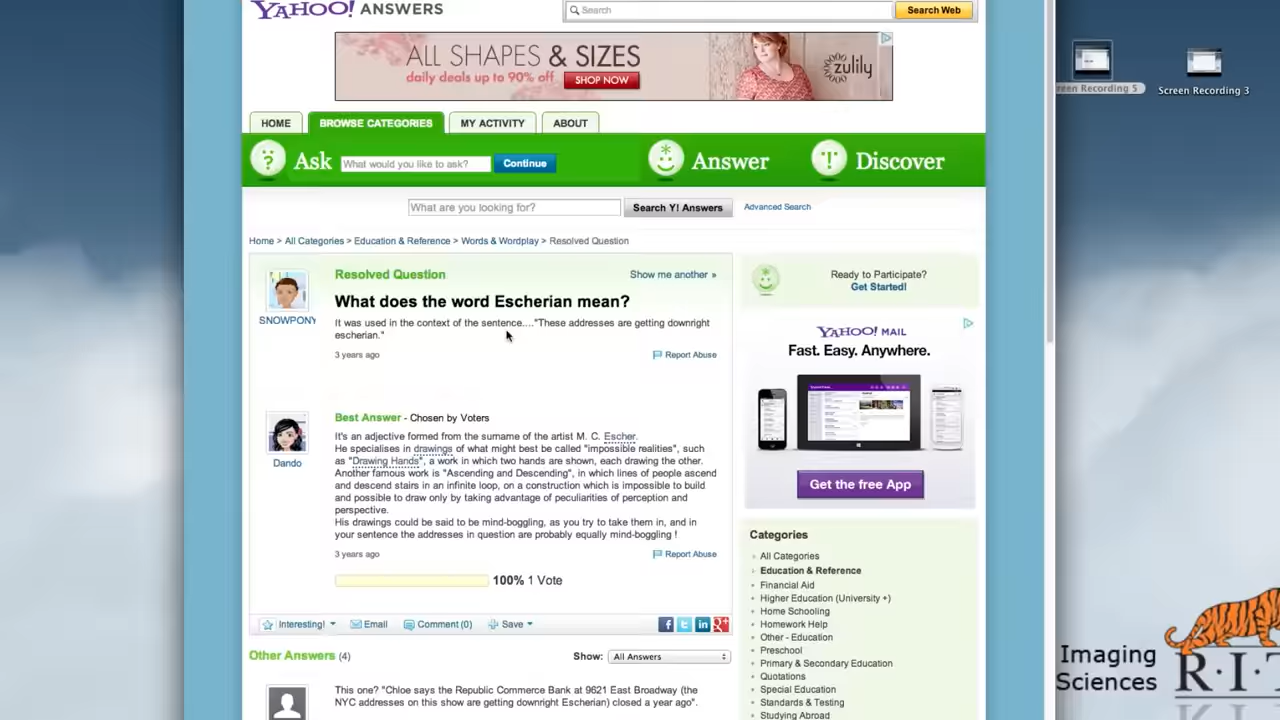 YAHOO! ANSWERS
Search
Search Web
ALL SHAPES & SIZES
daily deals up to 90% off
SHOP NOW
zulily
HOME
BROWSE CATEGORIES
MY ACTIVITY
ABOUT
Ask
What would you like to ask?
Continue
Answer
Discover
What are you looking for?
Search Y! Answers
Advanced Search
Home > All Categories > Education & Reference > Words & Wordplay > Resolved Question
SNOWPONY
Resolved Question
Show me another »
What does the word Escherian mean?
It was used in the context of the sentence...."These addresses are getting downright
escherian."
3 years ago
Report Abuse
Dando
Best Answer - Chosen by Voters
It's an adjective formed from the surname of the artist M. C. Escher.
He specialises in drawings of what might best be called "impossible realities", such
as "Drawing Hands", a work in which two hands are shown, each drawing the other.
Another famous work is "Ascending and Descending", in which lines of people ascend
and descend stairs in an infinite loop, on a construction which is impossible to build
and possible to draw only by taking advantage of peculiarities of perception and
perspective.
His drawings could be said to be mind-boggling, as you try to take them in, and in
your sentence the addresses in question are probably equally mind-boggling !
3 years ago
Report Abuse
100% 1 Vote
Interesting!
Email
Comment (0)
Save
Other Answers (4)
Show:
All Answers
This one? "Chloe says the Republic Commerce Bank at 9621 East Broadway (the
NYC addresses on this show are getting downright Escherian) closed a year ago".
Ready to Participate?
Get Started!
YAHOO! MAIL
Fast. Easy. Anywhere.
Get the free App
Categories
All Categories
Education & Reference
Financial Aid
Higher Education (University +)
Home Schooling
Homework Help
Other - Education
Preschool
Primary & Secondary Education
Quotations
Special Education
Standards & Testing
Studying Abroad
reen Recording 5
Screen Recording 3
Imaging
Sciences
R·I·T